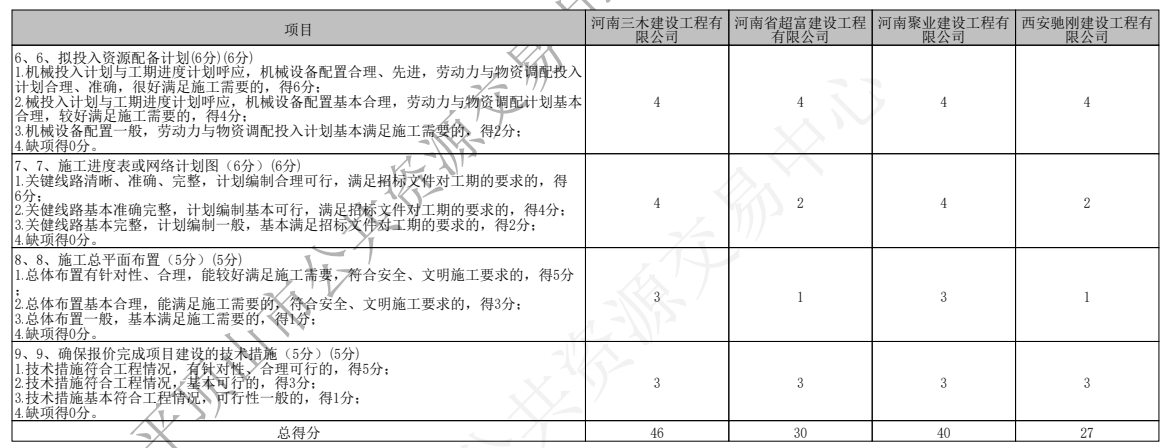 项目
河南三木建设工程有
限公司
河南省超富建设工程
有限公司
河南聚业建设工程有
限公司
西安驰刚建设工程有
限公司
6、6、拟投入资源配备计划(6分)(6分)
1.机械投入计划与工期进度计划呼应，机械设备配置合理、先进，劳动力与物资调配投入
计划合理、准确，很好满足施工需要的，得6分；
2.械投入计划与工期进度计划呼应，机械设备配置基本合理，劳动力与物资调配计划基本
合理，较好满足施工需要的，得4分；
3.机械设备配置一般，劳动力与物资调配投入计划基本满足施工需要的，得2分；
4.缺项得0分。
4
4
4
4
7、7、施工进度表或网络计划图（6分）(6分)
1.关键线路清晰、准确、完整，计划编制合理可行，满足招标文件对工期的要求的，得
6分；
2.关健线路基本准确完整，计划编制基本可行，满足招标文件对工期的要求的，得4分；
3.关健线路基本完整，计划编制一般，基本满足招标文件对工期的要求的，得2分；
4.缺项得0分。
4
2
4
2
8、8、施工总平面布置（5分）(5分)
1.总体布置有针对性、合理，能较好满足施工需要，符合安全、文明施工要求的，得5分
；
2.总体布置基本合理，能满足施工需要的，符合安全、文明施工要求的，得3分；
3.总体布置一般，基本满足施工需要的，得1分；
4.缺项得0分。
3
1
3
1
9、9、确保报价完成项目建设的技术措施（5分）(5分)
1.技术措施符合工程情况，有针对性、合理可行的，得5分；
2.技术措施符合工程情况，基本可行的，得3分；
3.技术措施基本符合工程情况，可行性一般的，得1分；
4.缺项得0分。
3
3
3
3
总得分
46
30
40
27
平顶山市公共资源交易中心
公共资源交易中心